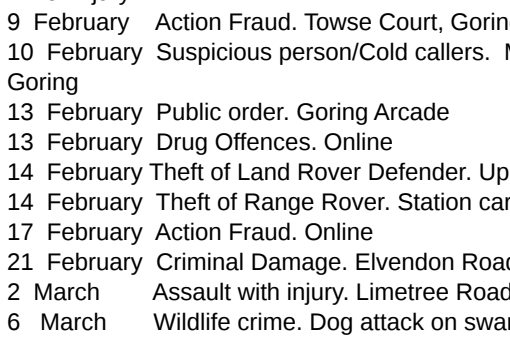 9 February Action Fraud. Towse Court, Goring
10 February Suspicious person/Cold callers.
Goring
13 February Public order. Goring Arcade
13 February Drug Offences. Online
14 February Theft of Land Rover Defender. Up
14 February Theft of Range Rover. Station car
17 February Action Fraud. Online
21 February Criminal Damage. Elvendon Road
2 March Assault with injury. Limetree Road
6 March Wildlife crime. Dog attack on swan